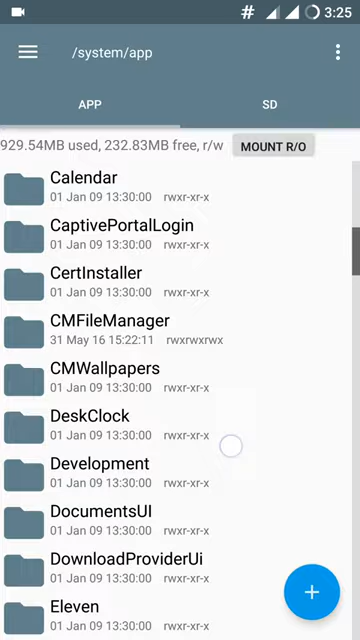 # 3:25
/system/app
APP SD
929.54MB used, 232.83MB free, r/w MOUNT R/O
Calendar
01 Jan 09 13:30:00 rwxr-xr-x
CaptivePortalLogin
01 Jan 09 13:30:00 rwxr-xr-x
CertInstaller
01 Jan 09 13:30:00 rwxr-xr-x
CMFileManager
31 May 16 15:22:11 rwxrwxrwx
CMWallpapers
01 Jan 09 13:30:00 rwxr-xr-x
DeskClock
01 Jan 09 13:30:00 rwxr-xr-x
Development
01 Jan 09 13:30:00 rwxr-xr-x
DocumentsUI
01 Jan 09 13:30:00 rwxr-xr-x
DownloadProviderUi
01 Jan 09 13:30:00 rwxr-xr-x
Eleven
01 Jan 09 13:30:00 rwxr-xr-x